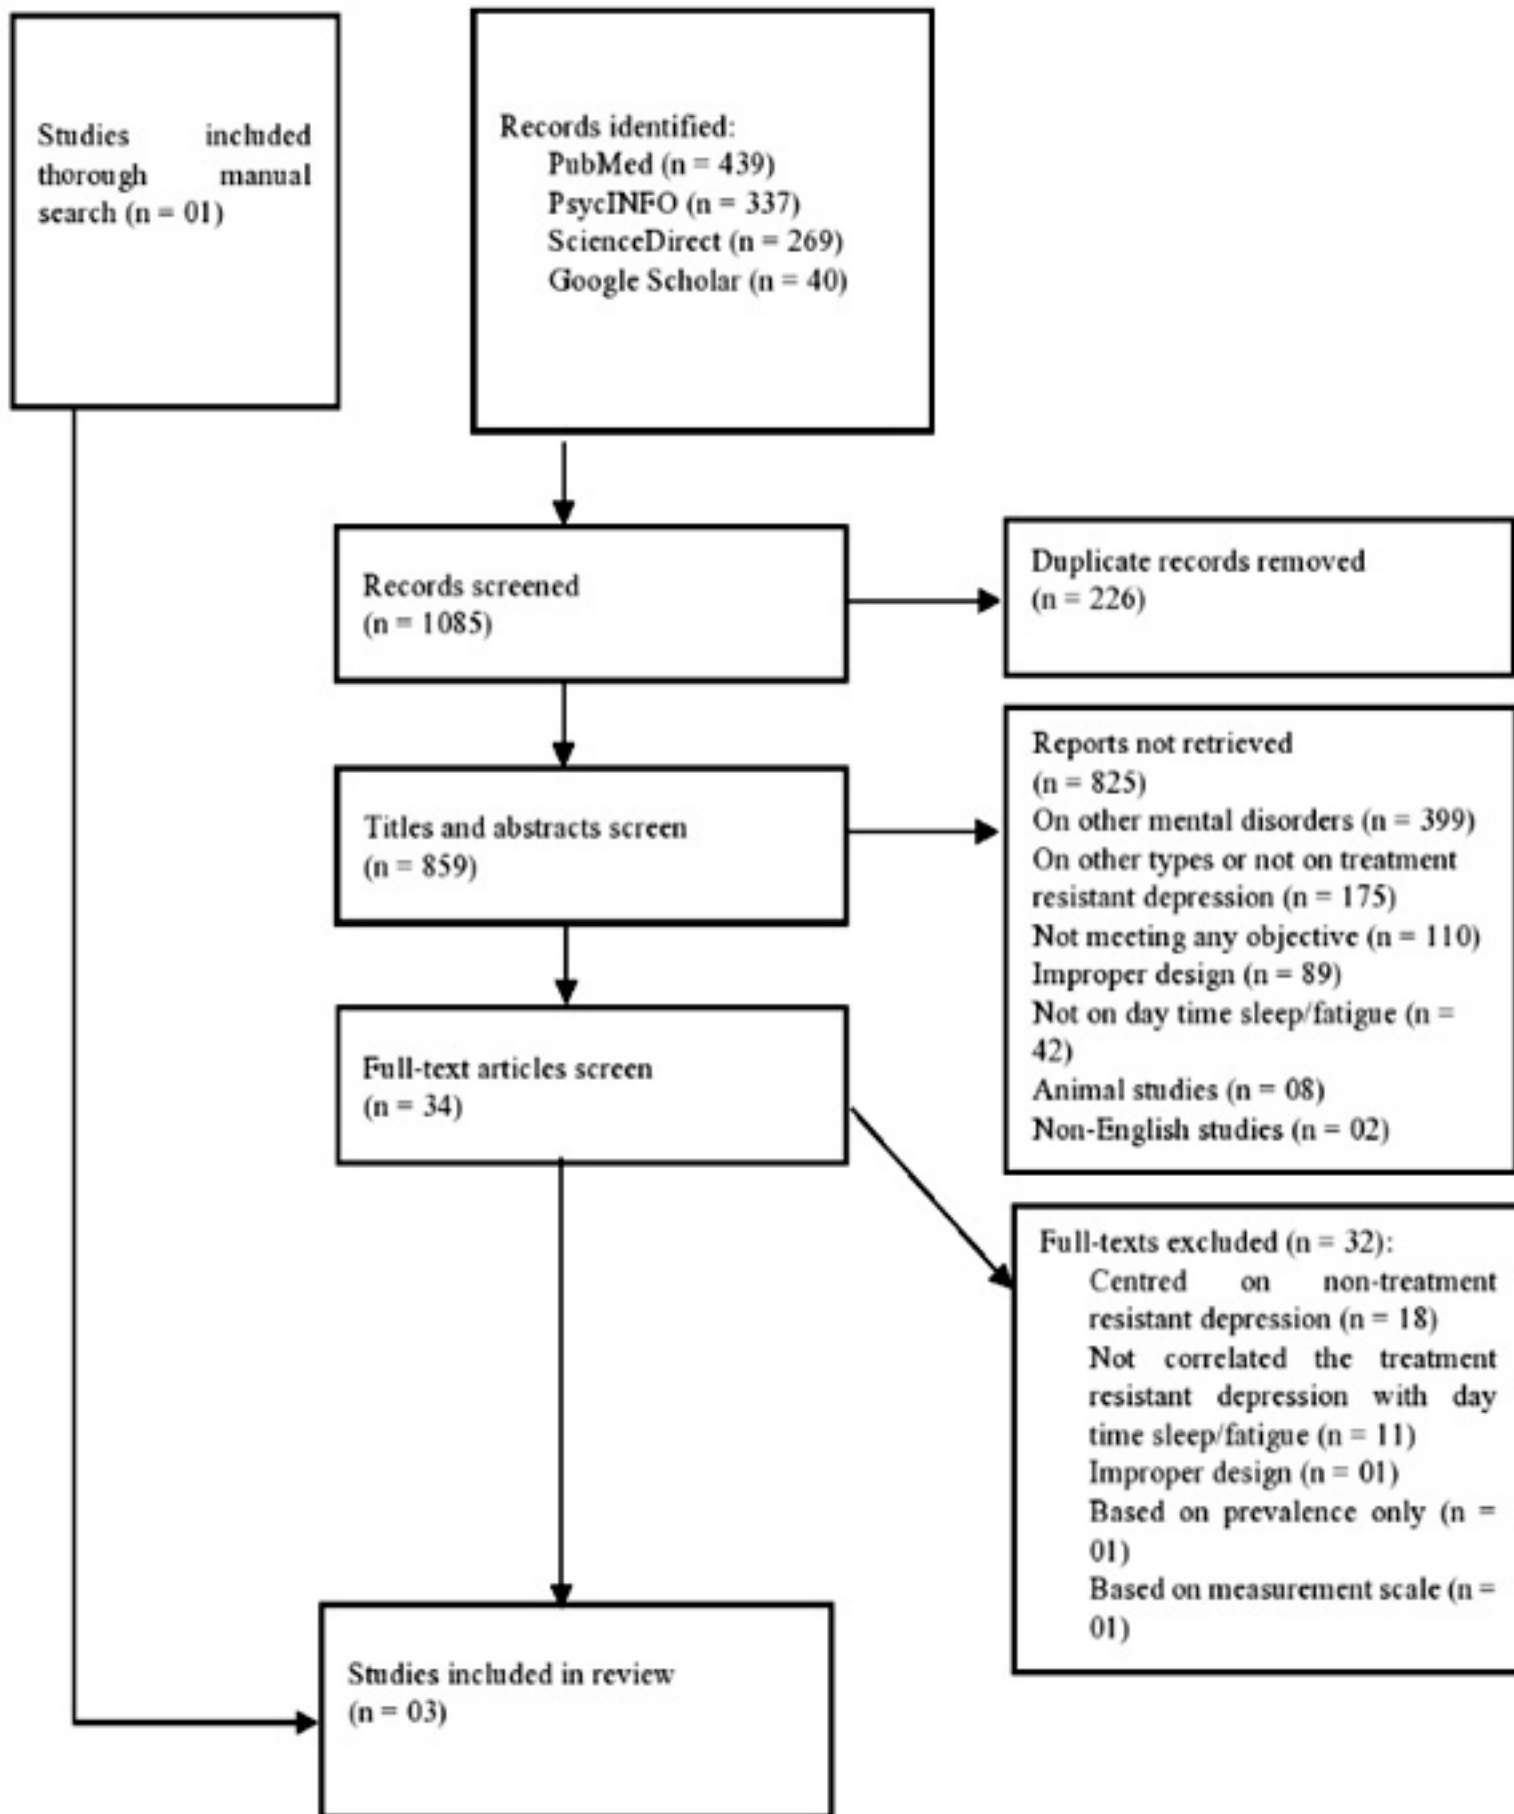 Studies included
thorough manual
search (n = 01)
Records identified:
PubMed (n = 439)
PsycINFO (n = 337)
ScienceDirect (n = 269)
Google Scholar (n = 40)
Records screened
(n = 1085)
Duplicate records removed
(n = 226)
Titles and abstracts screen
(n = 859)
Reports not retrieved
(n = 825)
On other mental disorders (n = 399)
On other types or not on treatment
resistant depression (n = 175)
Not meeting any objective (n = 110)
Improper design (n = 89)
Not on day time sleep/fatigue (n =
42)
Animal studies (n = 08)
Non-English studies (n = 02)
Full-text articles screen
(n = 34)
Full-texts excluded (n = 32):
Centred on non-treatment
resistant depression (n = 18)
Not correlated the treatment
resistant depression with day
time sleep/fatigue (n = 11)
Improper design (n = 01)
Based on prevalence only (n =
01)
Based on measurement scale (n =
01)
Studies included in review
(n = 03)